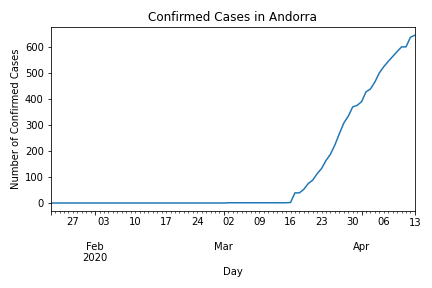 Confirmed Cases in Andorra
Number of Confirmed Cases
600
500
400
300
200
100
0
27 03 10 17 24 02 09 16 23 30 06 13
Feb Mar Apr
2020
Day